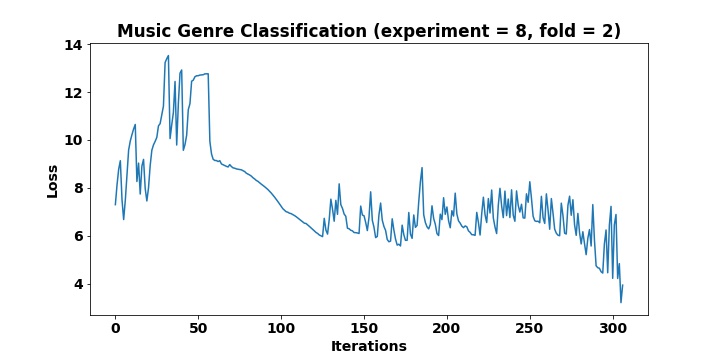 Music Genre Classification (experiment = 8, fold = 2)
14
12
10
8
6
4
Loss
0 50 100 150 200 250 300
Iterations